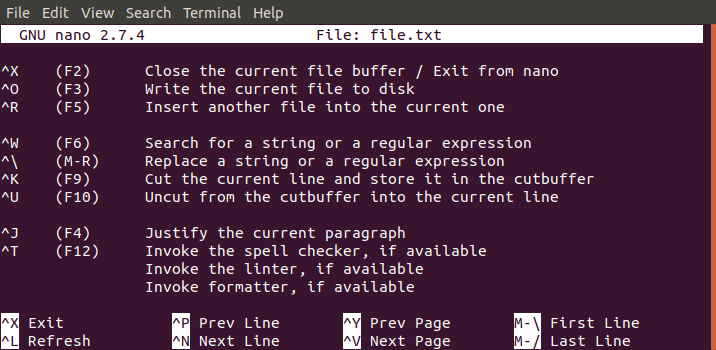 File Edit View Search Terminal Help
GNU nano 2.7.4 File: file.txt
^X (F2) Close the current file buffer / Exit from nano
^O (F3) Write the current file to disk
^R (F5) Insert another file into the current one
^W (F6) Search for a string or a regular expression
^\ (M-R) Replace a string or a regular expression
^K (F9) Cut the current line and store it in the cutbuffer
^U (F10) Uncut from the cutbuffer into the current line
^J (F4) Justify the current paragraph
^T (F12) Invoke the spell checker, if available
Invoke the linter, if available
Invoke formatter, if available
^X Exit ^P Prev Line ^Y Prev Page M-\ First Line
^L Refresh ^N Next Line ^V Next Page M-/ Last Line